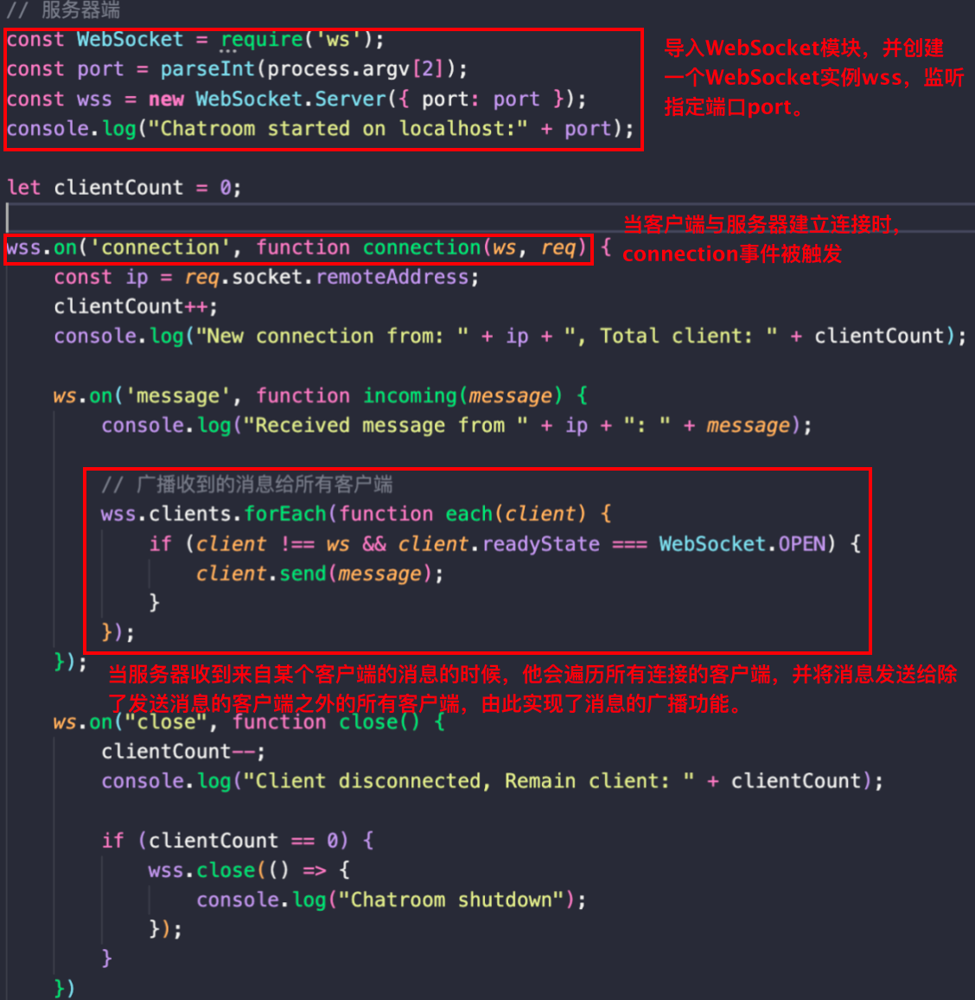 // 服务器端
const WebSocket = require('ws');
const port = parseInt(process.argv[2]);
const wss = new WebSocket.Server({ port: port });
console.log("Chatroom started on localhost:" + port);
导入WebSocket模块，并创建
一个WebSocket实例wss，监听
指定端口port。
let clientCount = 0;
当客户端与服务器建立连接时，
connection事件被触发
wss.on('connection', function connection(ws, req) {
const ip = req.socket.remoteAddress;
clientCount++;
console.log("New connection from: " + ip + ", Total client: " + clientCount);
ws.on('message', function incoming(message) {
console.log("Received message from " + ip + ": " + message);
// 广播收到的消息给所有客户端
wss.clients.forEach(function each(client) {
if (client !== ws && client.readyState === WebSocket.OPEN) {
client.send(message);
}
});
});
当服务器收到来自某个客户端的消息的时候，他会遍历所有连接的客户端，并将消息发送给除
了发送消息的客户端之外的所有客户端，由此实现了消息的广播功能。
ws.on("close", function close() {
clientCount--;
console.log("Client disconnected, Remain client: " + clientCount);
if (clientCount == 0) {
wss.close(() => {
console.log("Chatroom shutdown");
});
}
})